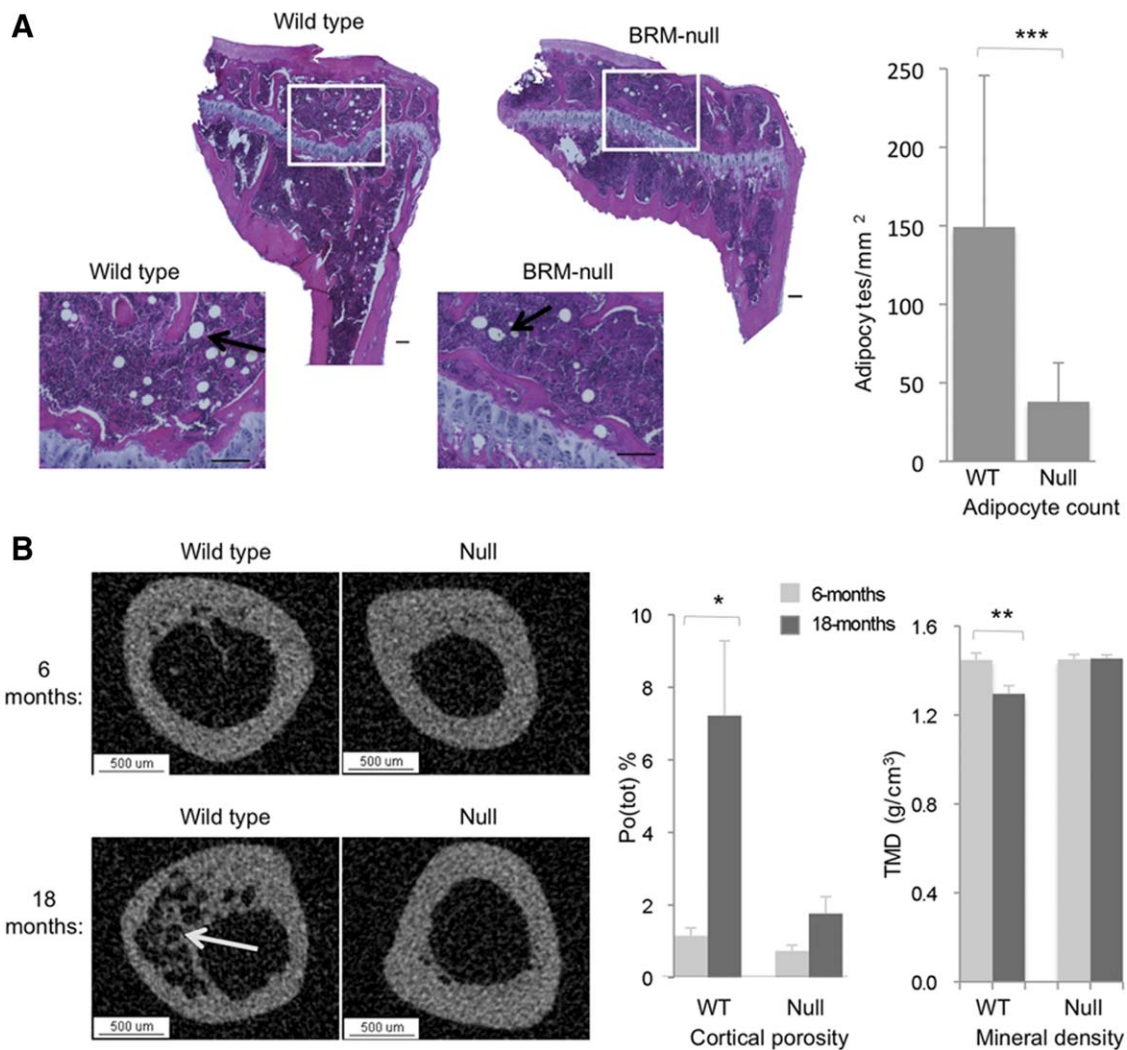 A
Wild type
BRM-null
Wild type
BRM-null
***
250
200
150
100
50
0
Adipocytes/mm 2
WT Null
Adipocyte count
B
Wild type Null
6
months:
500 um
500 um
Wild type Null
18
months:
500 um
500 um
6-months
18-months
*
10
8
6
4
2
0
Po(tot) %
WT Null
Cortical porosity
**
1.6
1.2
0.8
0.4
0.0
TMD (g/cm3)
WT Null
Mineral density